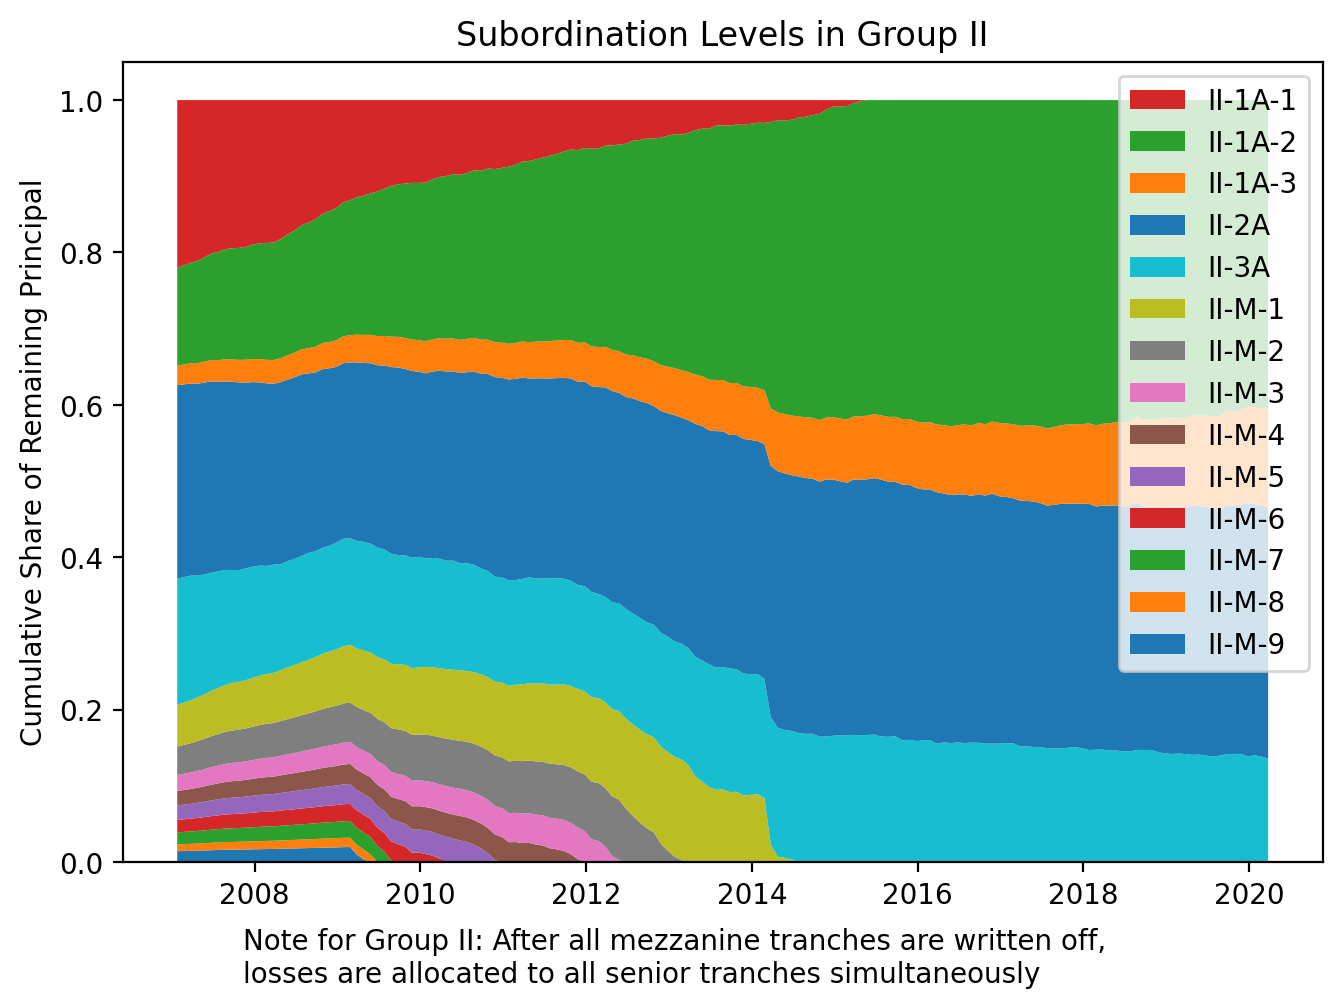 Subordination Levels in Group II
Cumulative Share of Remaining Principal
1.0
0.8
0.6
0.4
0.2
0.0
II-1A-1
II-1A-2
II-1A-3
II-2A
II-3A
II-M-1
II-M-2
II-M-3
II-M-4
II-M-5
II-M-6
II-M-7
II-M-8
II-M-9
2008 2010 2012 2014 2016 2018 2020
Note for Group II: After all mezzanine tranches are written off,
losses are allocated to all senior tranches simultaneously